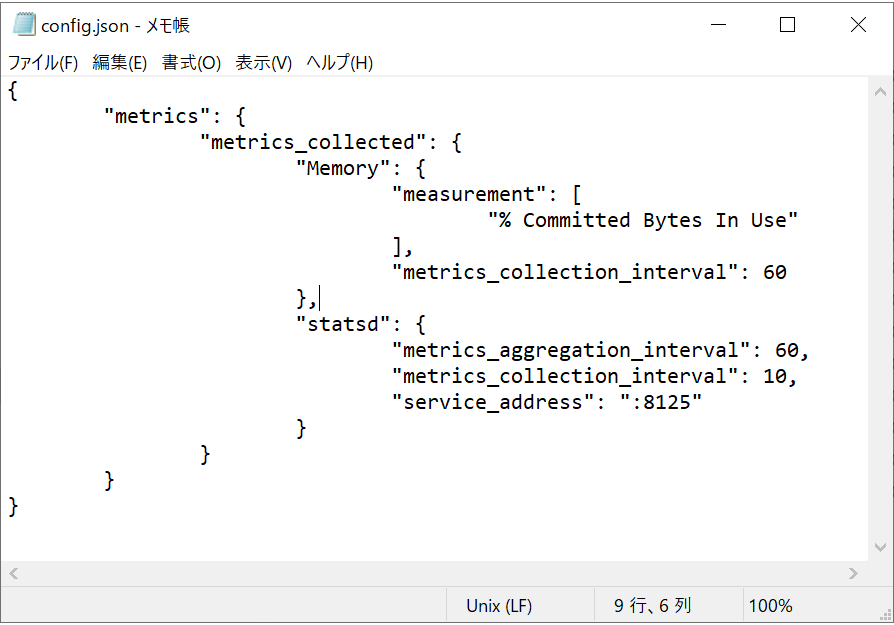 config.json - メモ帳
ファイル(F) 編集(E) 書式(O) 表示(V) ヘルプ(H)
{
	"metrics": {
		"metrics_collected": {
			"Memory": {
				"measurement": [
					"% Committed Bytes In Use"
				],
				"metrics_collection_interval": 60
			},
			"statsd": {
				"metrics_aggregation_interval": 60,
				"metrics_collection_interval": 10,
				"service_address": ":8125"
			}
		}
	}
}
Unix (LF) 9 行、6 列 100%